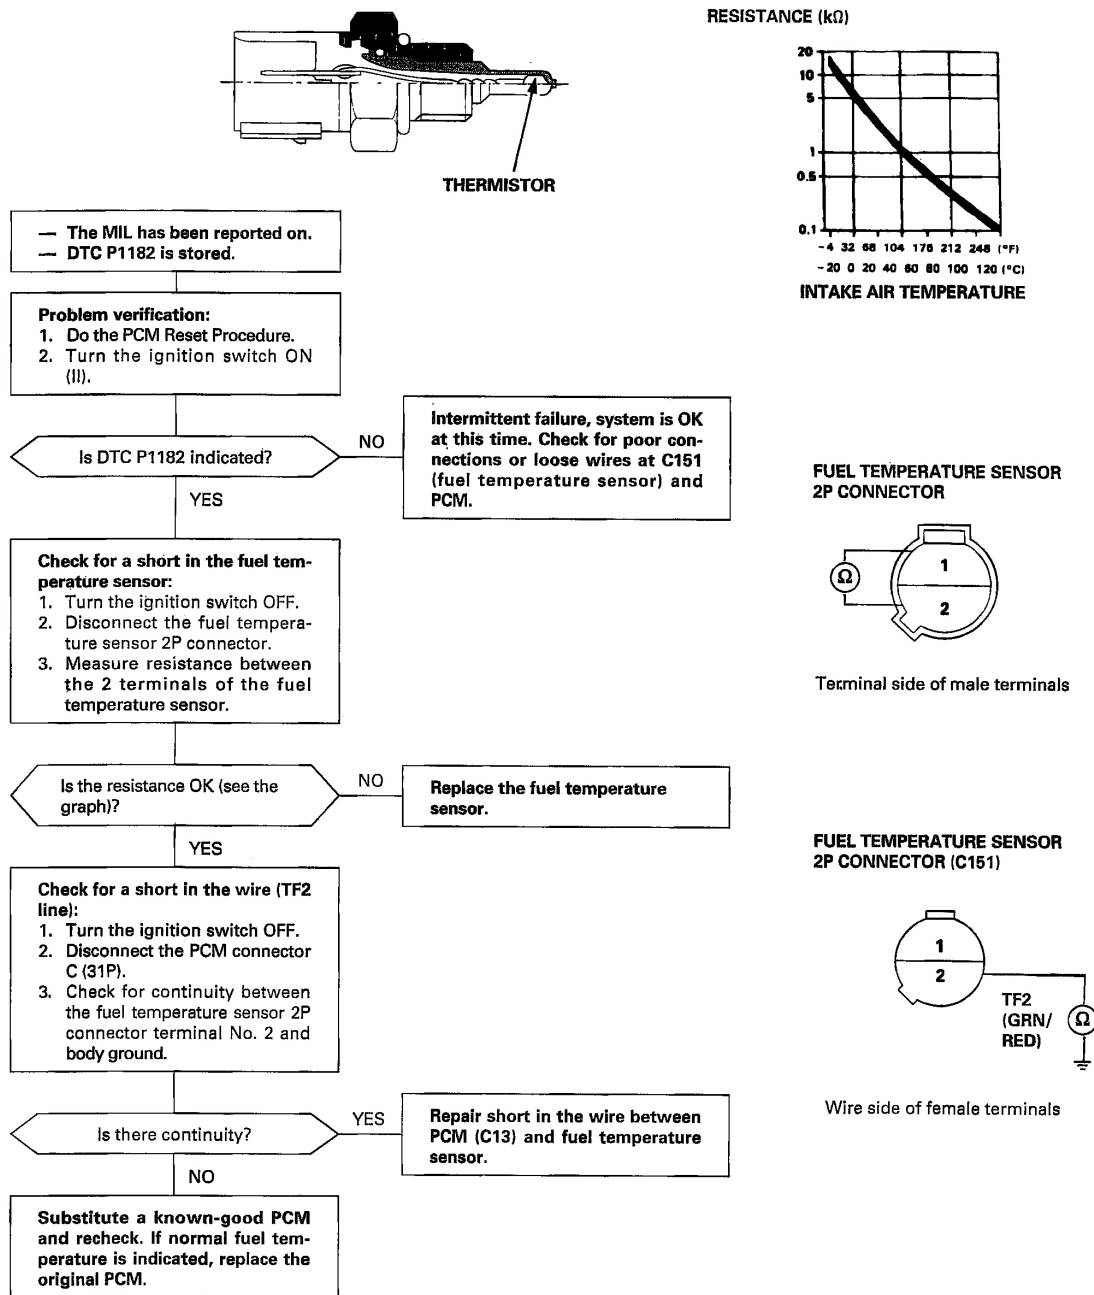 RESISTANCE (kΩ)
20
10
5
1
0.5
0.1
-4 32 68 104 176 212 248 (°F)
-20 0 20 40 60 80 100 120 (°C)
INTAKE AIR TEMPERATURE
THERMISTOR
— The MIL has been reported on.
— DTC P1182 is stored.
Problem verification:
1. Do the PCM Reset Procedure.
2. Turn the ignition switch ON
(II).
Is DTC P1182 indicated?
NO
Intermittent failure, system is OK
at this time. Check for poor con-
nections or loose wires at C151
(fuel temperature sensor) and
PCM.
YES
Check for a short in the fuel tem-
perature sensor:
1. Turn the ignition switch OFF.
2. Disconnect the fuel tempera-
ture sensor 2P connector.
3. Measure resistance between
the 2 terminals of the fuel
temperature sensor.
FUEL TEMPERATURE SENSOR
2P CONNECTOR
Ω
1
2
Terminal side of male terminals
Is the resistance OK (see the
graph)?
NO
Replace the fuel temperature
sensor.
YES
Check for a short in the wire (TF2
line):
1. Turn the ignition switch OFF.
2. Disconnect the PCM connector
C (31P).
3. Check for continuity between
the fuel temperature sensor 2P
connector terminal No. 2 and
body ground.
FUEL TEMPERATURE SENSOR
2P CONNECTOR (C151)
1
2
TF2
(GRN/
RED)
Ω
Wire side of female terminals
Is there continuity?
YES
Repair short in the wire between
PCM (C13) and fuel temperature
sensor.
NO
Substitute a known-good PCM
and recheck. If normal fuel tem-
perature is indicated, replace the
original PCM.